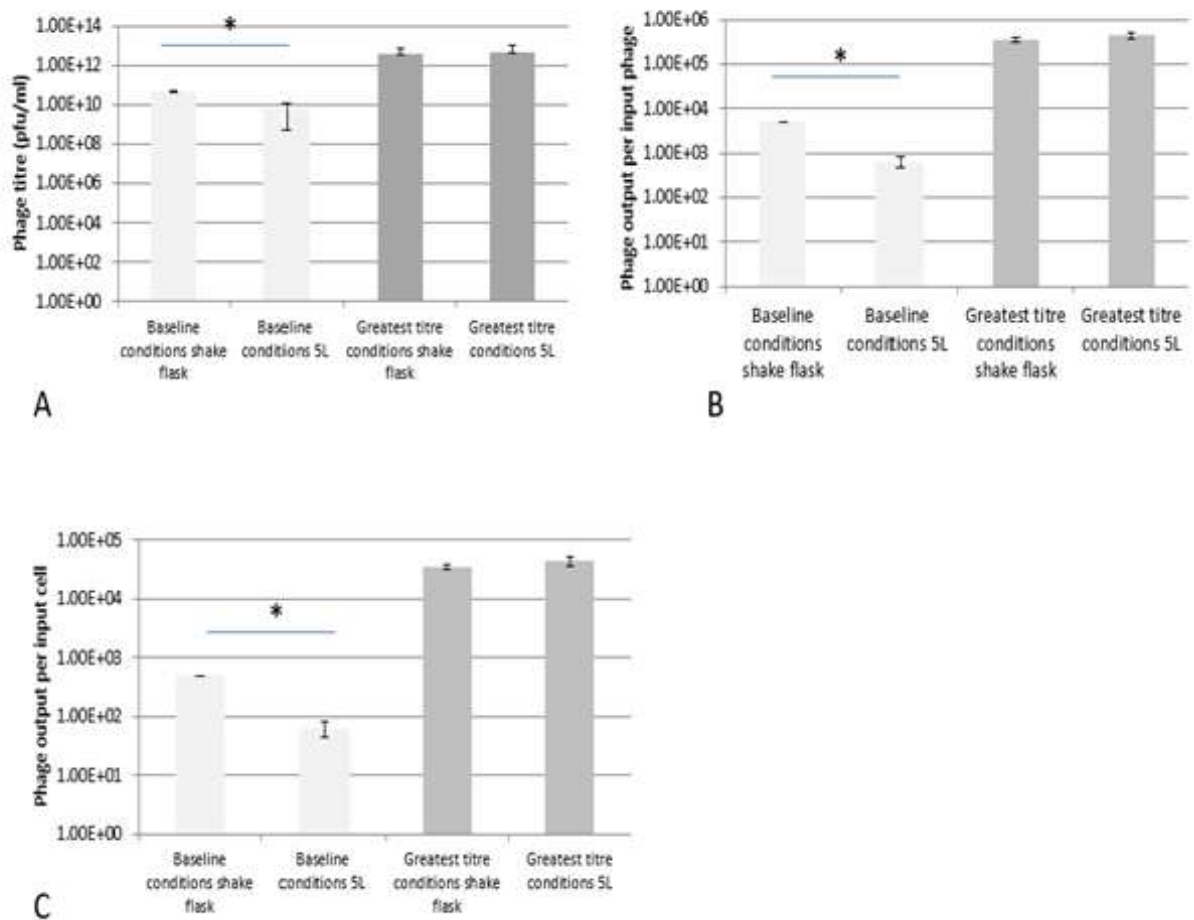 Phage titre (pfu/ml)
1.00E+14
1.00E+12
1.00E+10
1.00E+08
1.00E+06
1.00E+04
1.00E+02
1.00E+00
*
Baseline
conditions shake
flask
Baseline
conditions 5L
Greatest titre
conditions shake
flask
Greatest titre
conditions 5L
A
Phage output per input phage
1.00E+06
1.00E+05
1.00E+04
1.00E+03
1.00E+02
1.00E+01
1.00E+00
*
Baseline
conditions
shake flask
Baseline
conditions 5L
Greatest titre
conditions
shake flask
Greatest titre
conditions 5L
B
Phage output per input cell
1.00E+05
1.00E+04
1.00E+03
1.00E+02
1.00E+01
1.00E+00
*
Baseline
conditions shake
flask
Baseline
conditions 5L
Greatest titre
conditions shake
flask
Greatest titre
conditions 5L
C